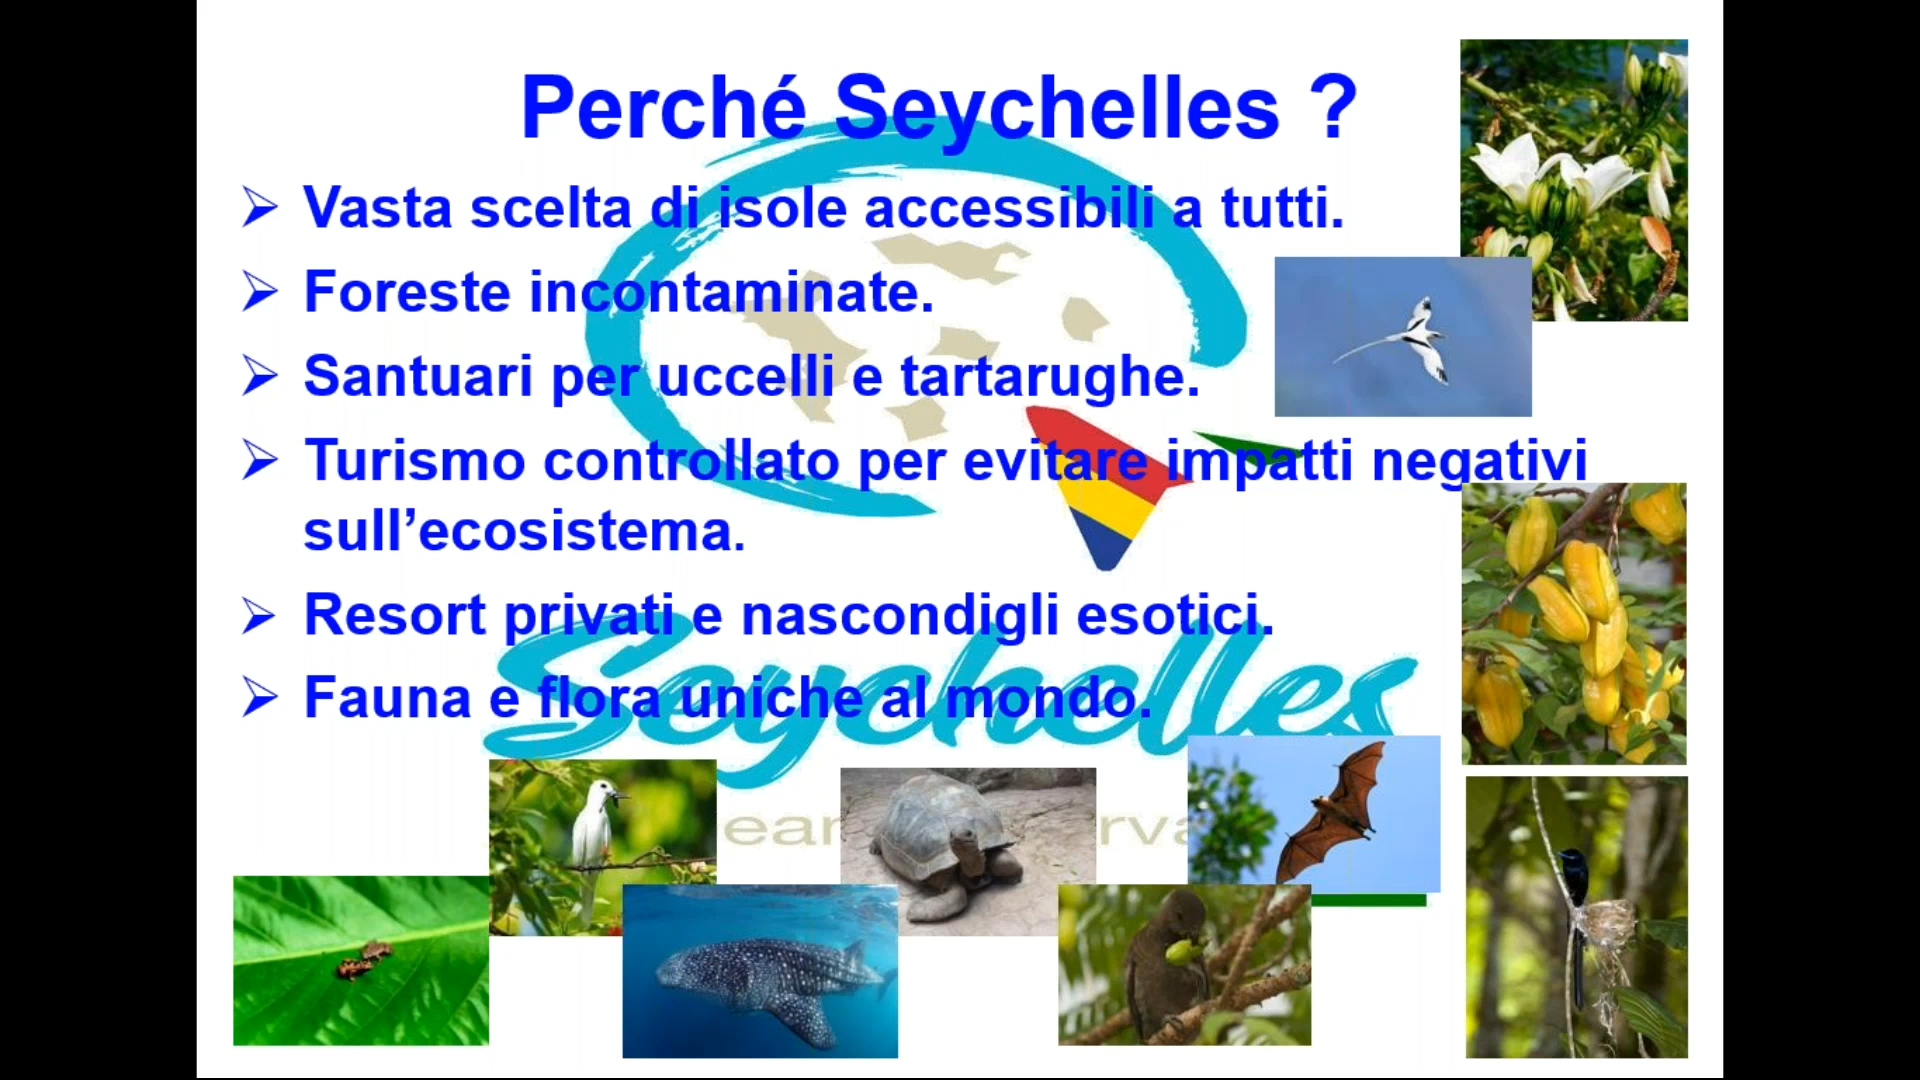 Perché Seychelles ?
➢ Vasta scelta di isole accessibili a tutti.
➢ Foreste incontaminate.
➢ Santuari per uccelli e tartarughe.
➢ Turismo controllato per evitare impatti negativi
sull’ecosistema.
➢ Resort privati e nascondigli esotici.
➢ Fauna e flora uniche al mondo.
Seychelles